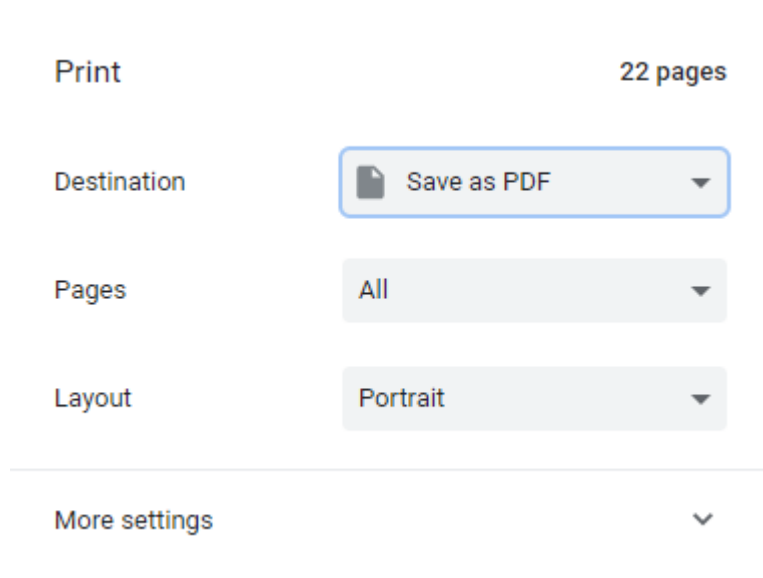 Print 22 pages
Destination Save as PDF
Pages All
Layout Portrait
More settings